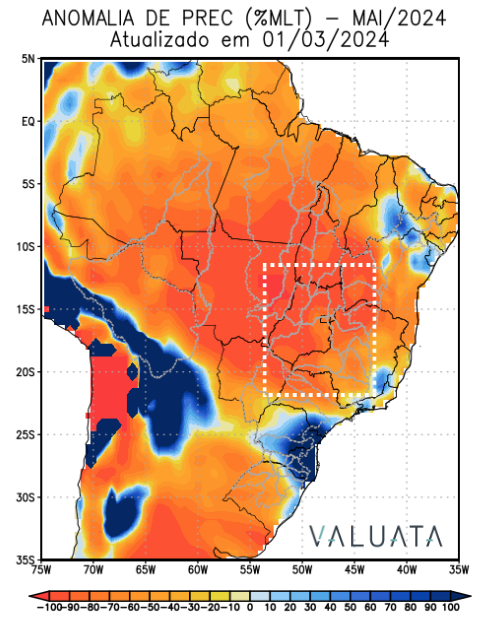 ANOMALIA DE PREC (%MLT) – MAI/2024
Atualizado em 01/03/2024
5N
EQ
5S
10S
15S
20S
25S
30S
35S
VALUATA
75W 70W 65W 60W 55W 50W 45W 40W 35W
-100 -90 -80 -70 -60 -50 -40 -30 -20 -10 0 10 20 30 40 50 60 70 80 90 100